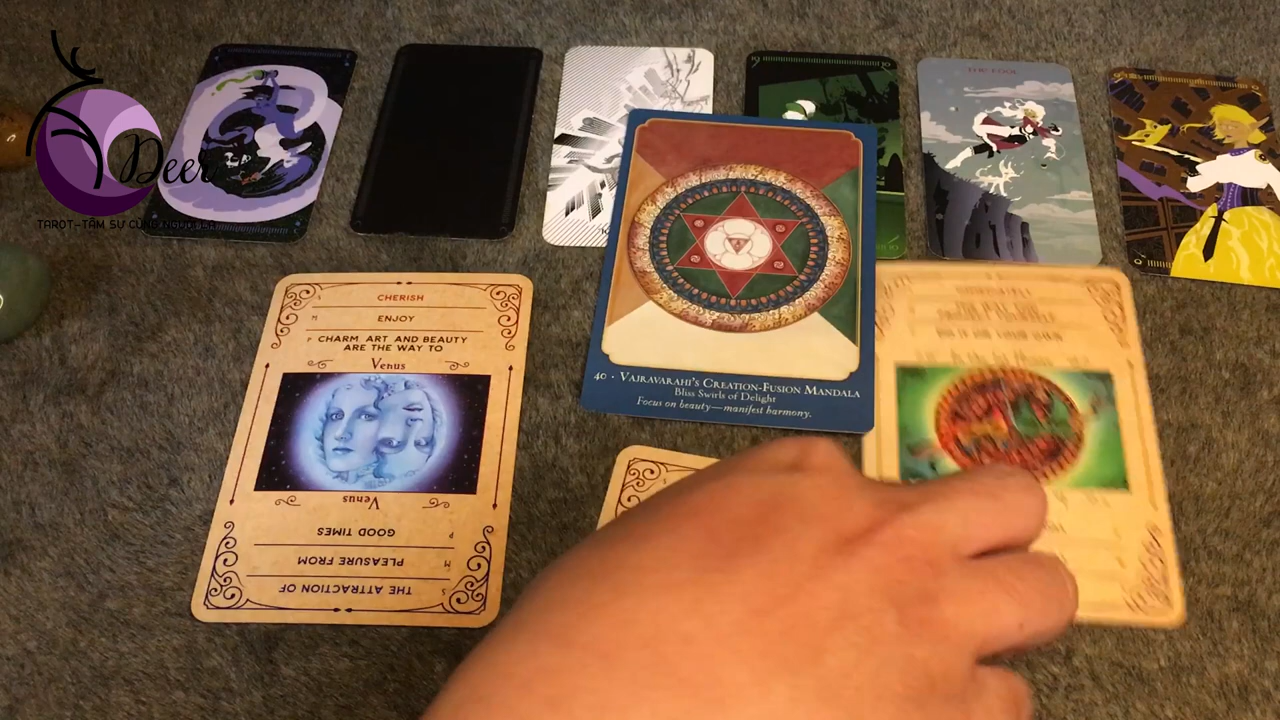 Deer
TAROT-TÂM SỰ CÙNG NGƯỜI LẠ
THE FOOL
CHERISH
ENJOY
CHARM, ART AND BEAUTY
ARE THE WAY TO
Venus
Venus
GOOD TIMES
PLEASURE FROM
THE ATTRACTION OF
40 · VAJRAVARAHI'S CREATION-FUSION MANDALA
Bliss Swirls of Delight
Focus on beauty—manifest harmony.